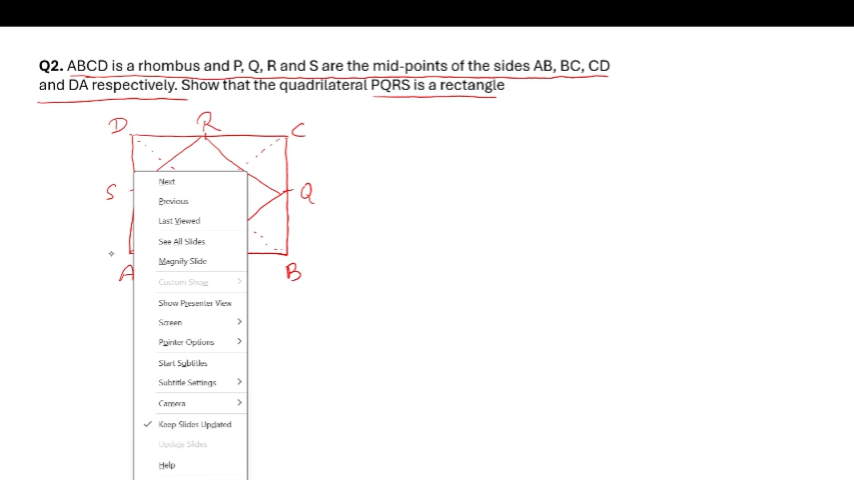 Q2. ABCD is a rhombus and P, Q, R and S are the mid-points of the sides AB, BC, CD
and DA respectively. Show that the quadrilateral PQRS is a rectangle
D R C
S Q
A B
Next
Previous
Last Viewed
See All Slides
Magnify Slide
Custom Show
Show Presenter View
Screen
Pointer Options
Start Subtitles
Subtitle Settings
Camera
Keep Slides Updated
Update Slides
Help